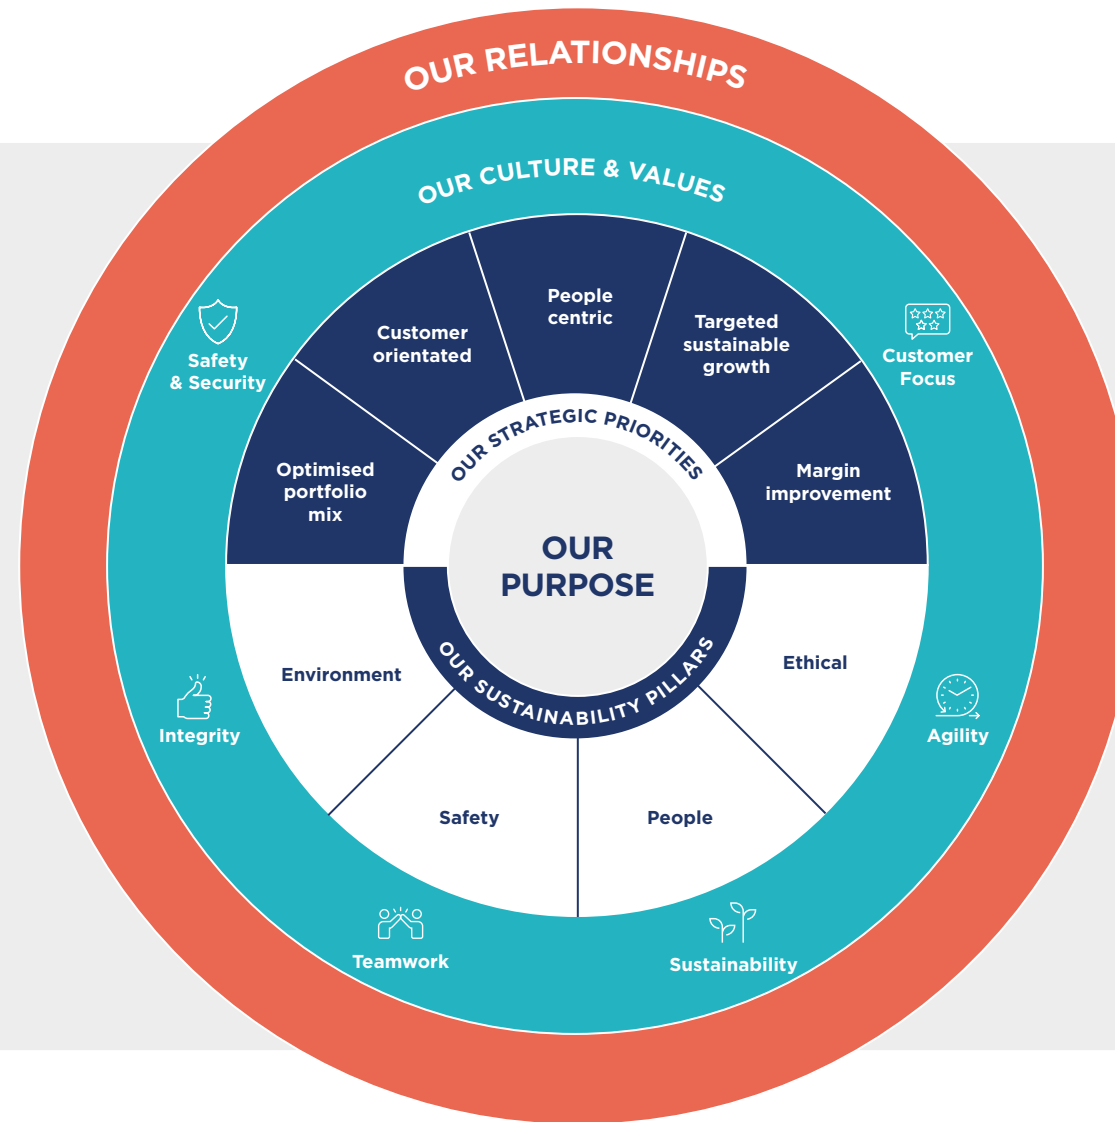 OUR RELATIONSHIPS
OUR CULTURE & VALUES
People
centric
Customer
orientated
Targeted
sustainable
growth
Safety
& Security
Customer
Focus
OUR STRATEGIC PRIORITIES
Optimised
portfolio
mix
Margin
improvement
OUR
PURPOSE
OUR SUSTAINABILITY PILLARS
Environment
Ethical
Integrity
Agility
Safety
People
Teamwork
Sustainability